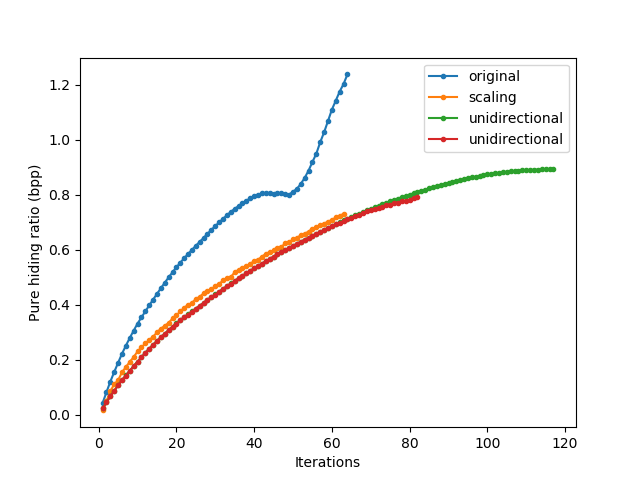 original
scaling
unidirectional
unidirectional
1.2
1.0
0.8
0.6
0.4
0.2
0.0
Pure hiding ratio (bpp)
0 20 40 60 80 100 120
Iterations